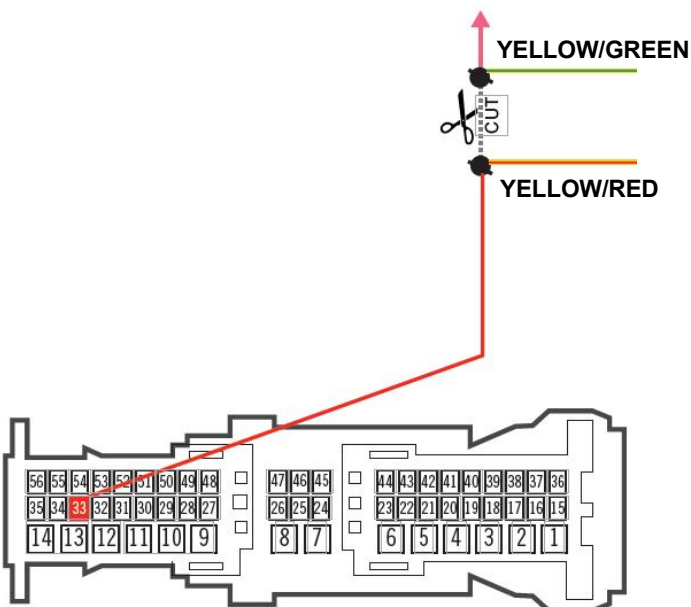 YELLOW/GREEN
CUT
YELLOW/RED
56 55 54 53 52 51 50 49 48 47 46 45 44 43 42 41 40 39 38 37 36
35 34 33 32 31 30 29 28 27 26 25 24 23 22 21 20 19 18 17 16 15
14 13 12 11 10 9 8 7 6 5 4 3 2 1